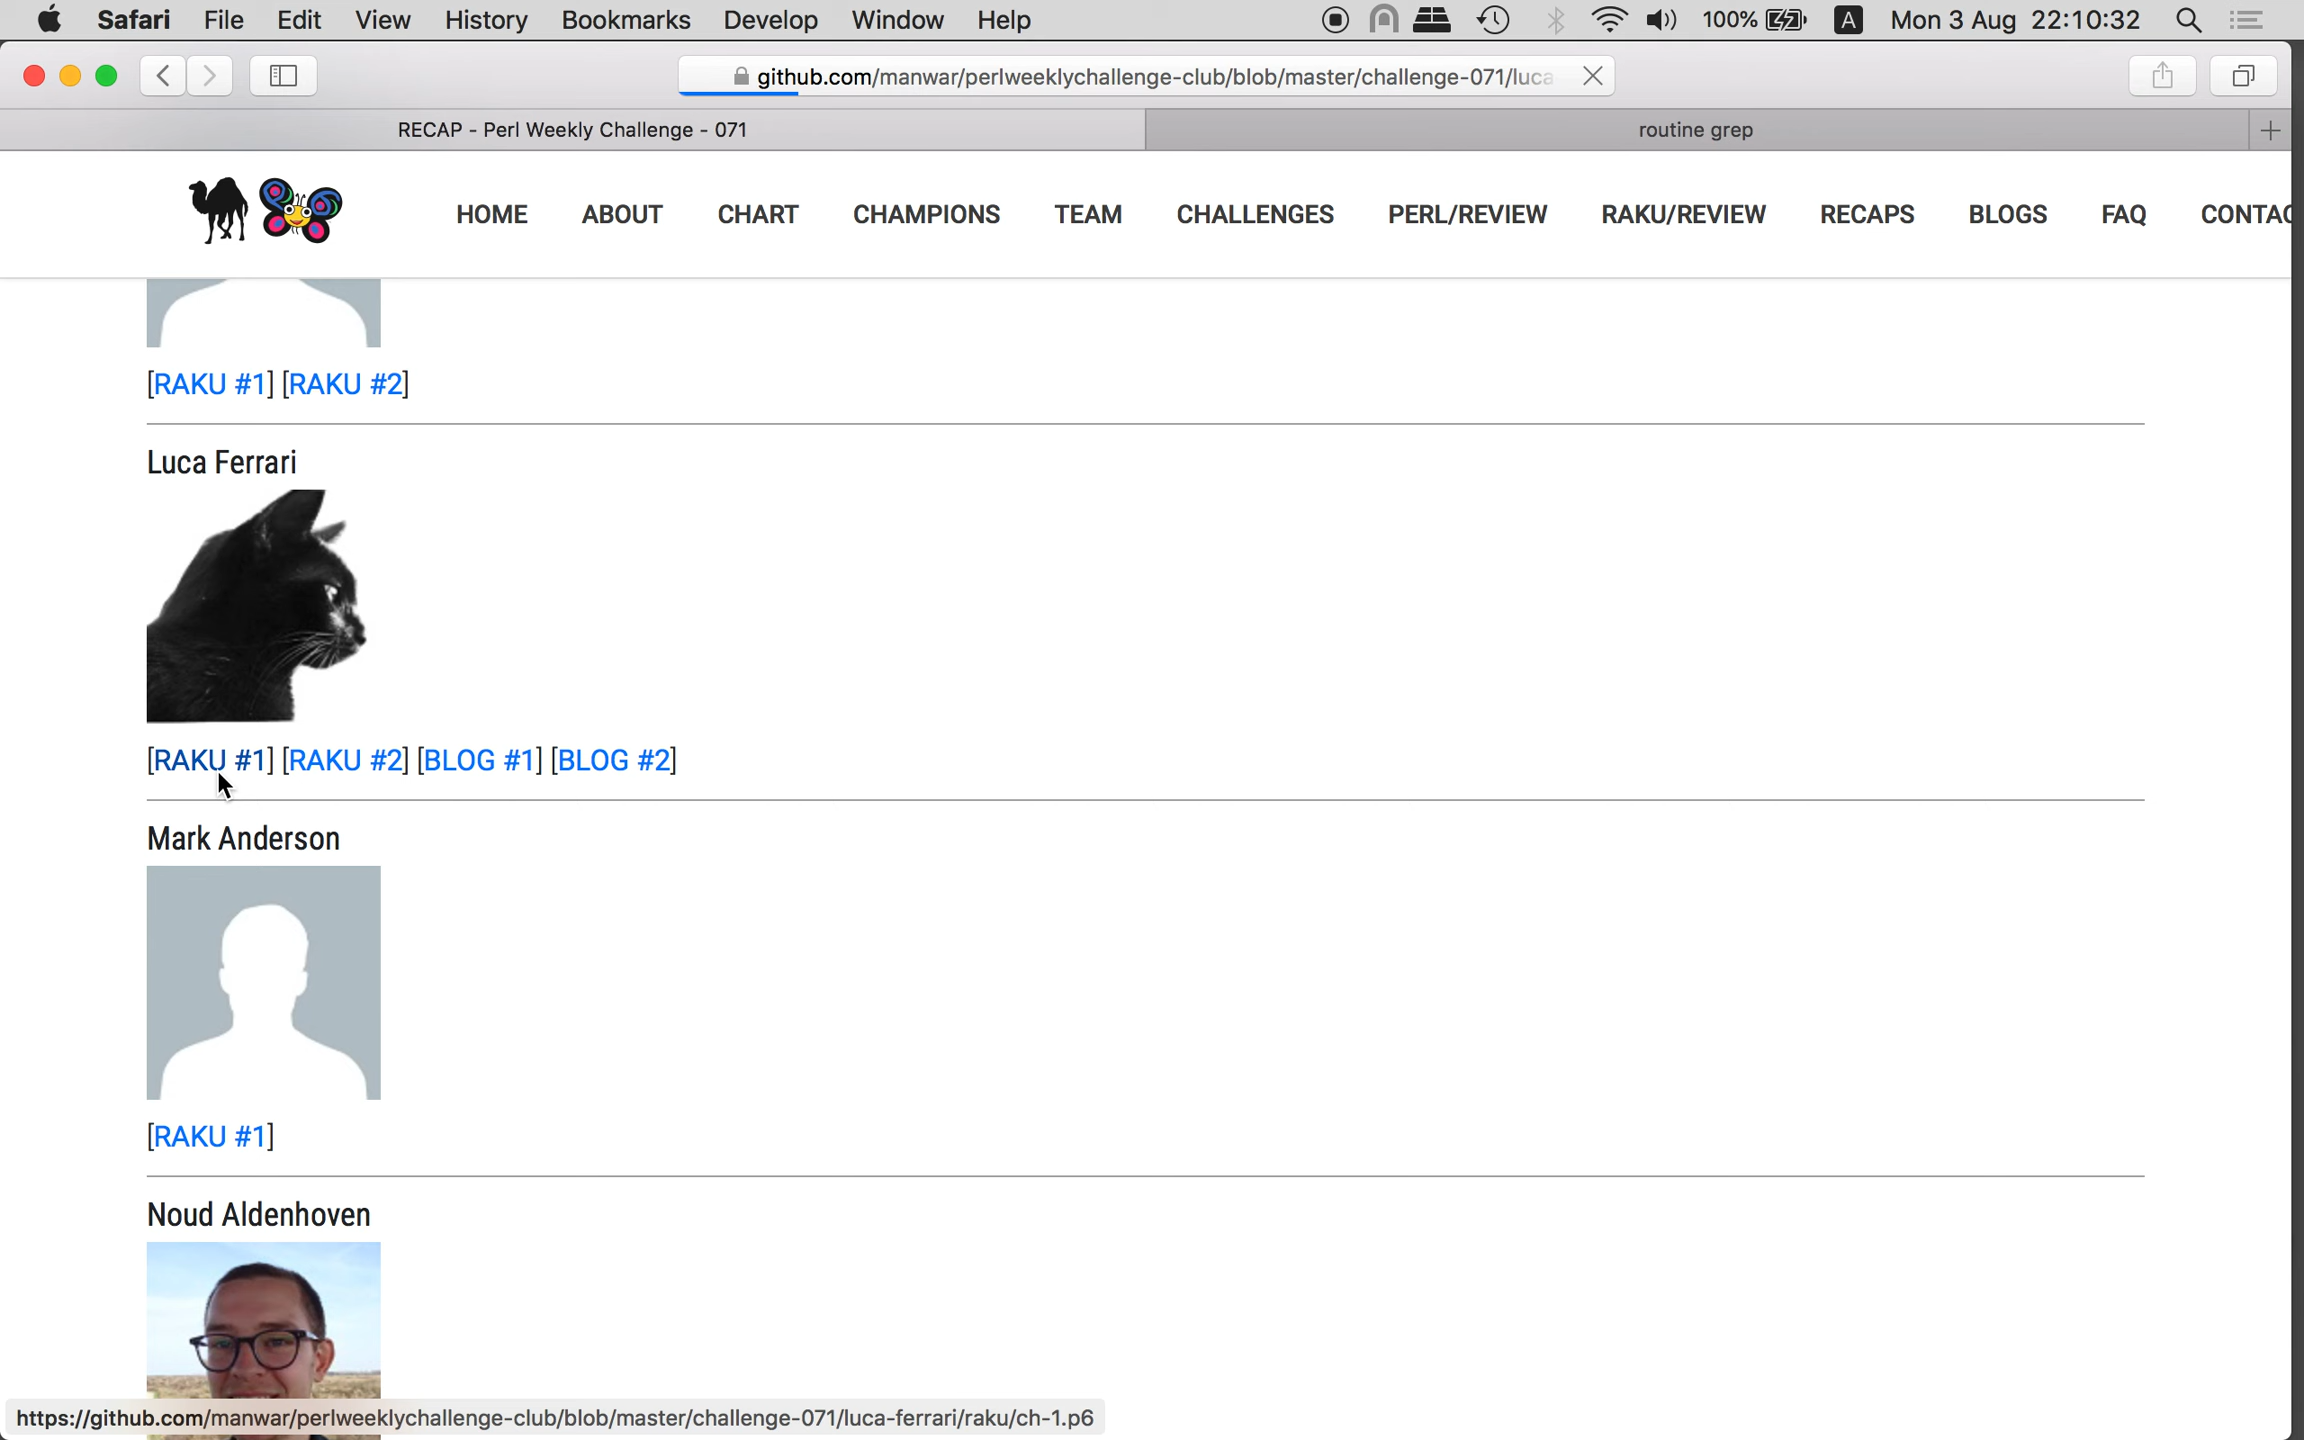 Safari File Edit View History Bookmarks Develop Window Help 100% A Mon 3 Aug 22:10:32
github.com/manwar/perlweeklychallenge-club/blob/master/challenge-071/luca
RECAP - Perl Weekly Challenge - 071
routine grep
HOME ABOUT CHART CHAMPIONS TEAM CHALLENGES PERL/REVIEW RAKU/REVIEW RECAPS BLOGS FAQ CONTAC
[RAKU #1] [RAKU #2]
Luca Ferrari
[RAKU #1] [RAKU #2] [BLOG #1] [BLOG #2]
Mark Anderson
[RAKU #1]
Noud Aldenhoven
https://github.com/manwar/perlweeklychallenge-club/blob/master/challenge-071/luca-ferrari/raku/ch-1.p6